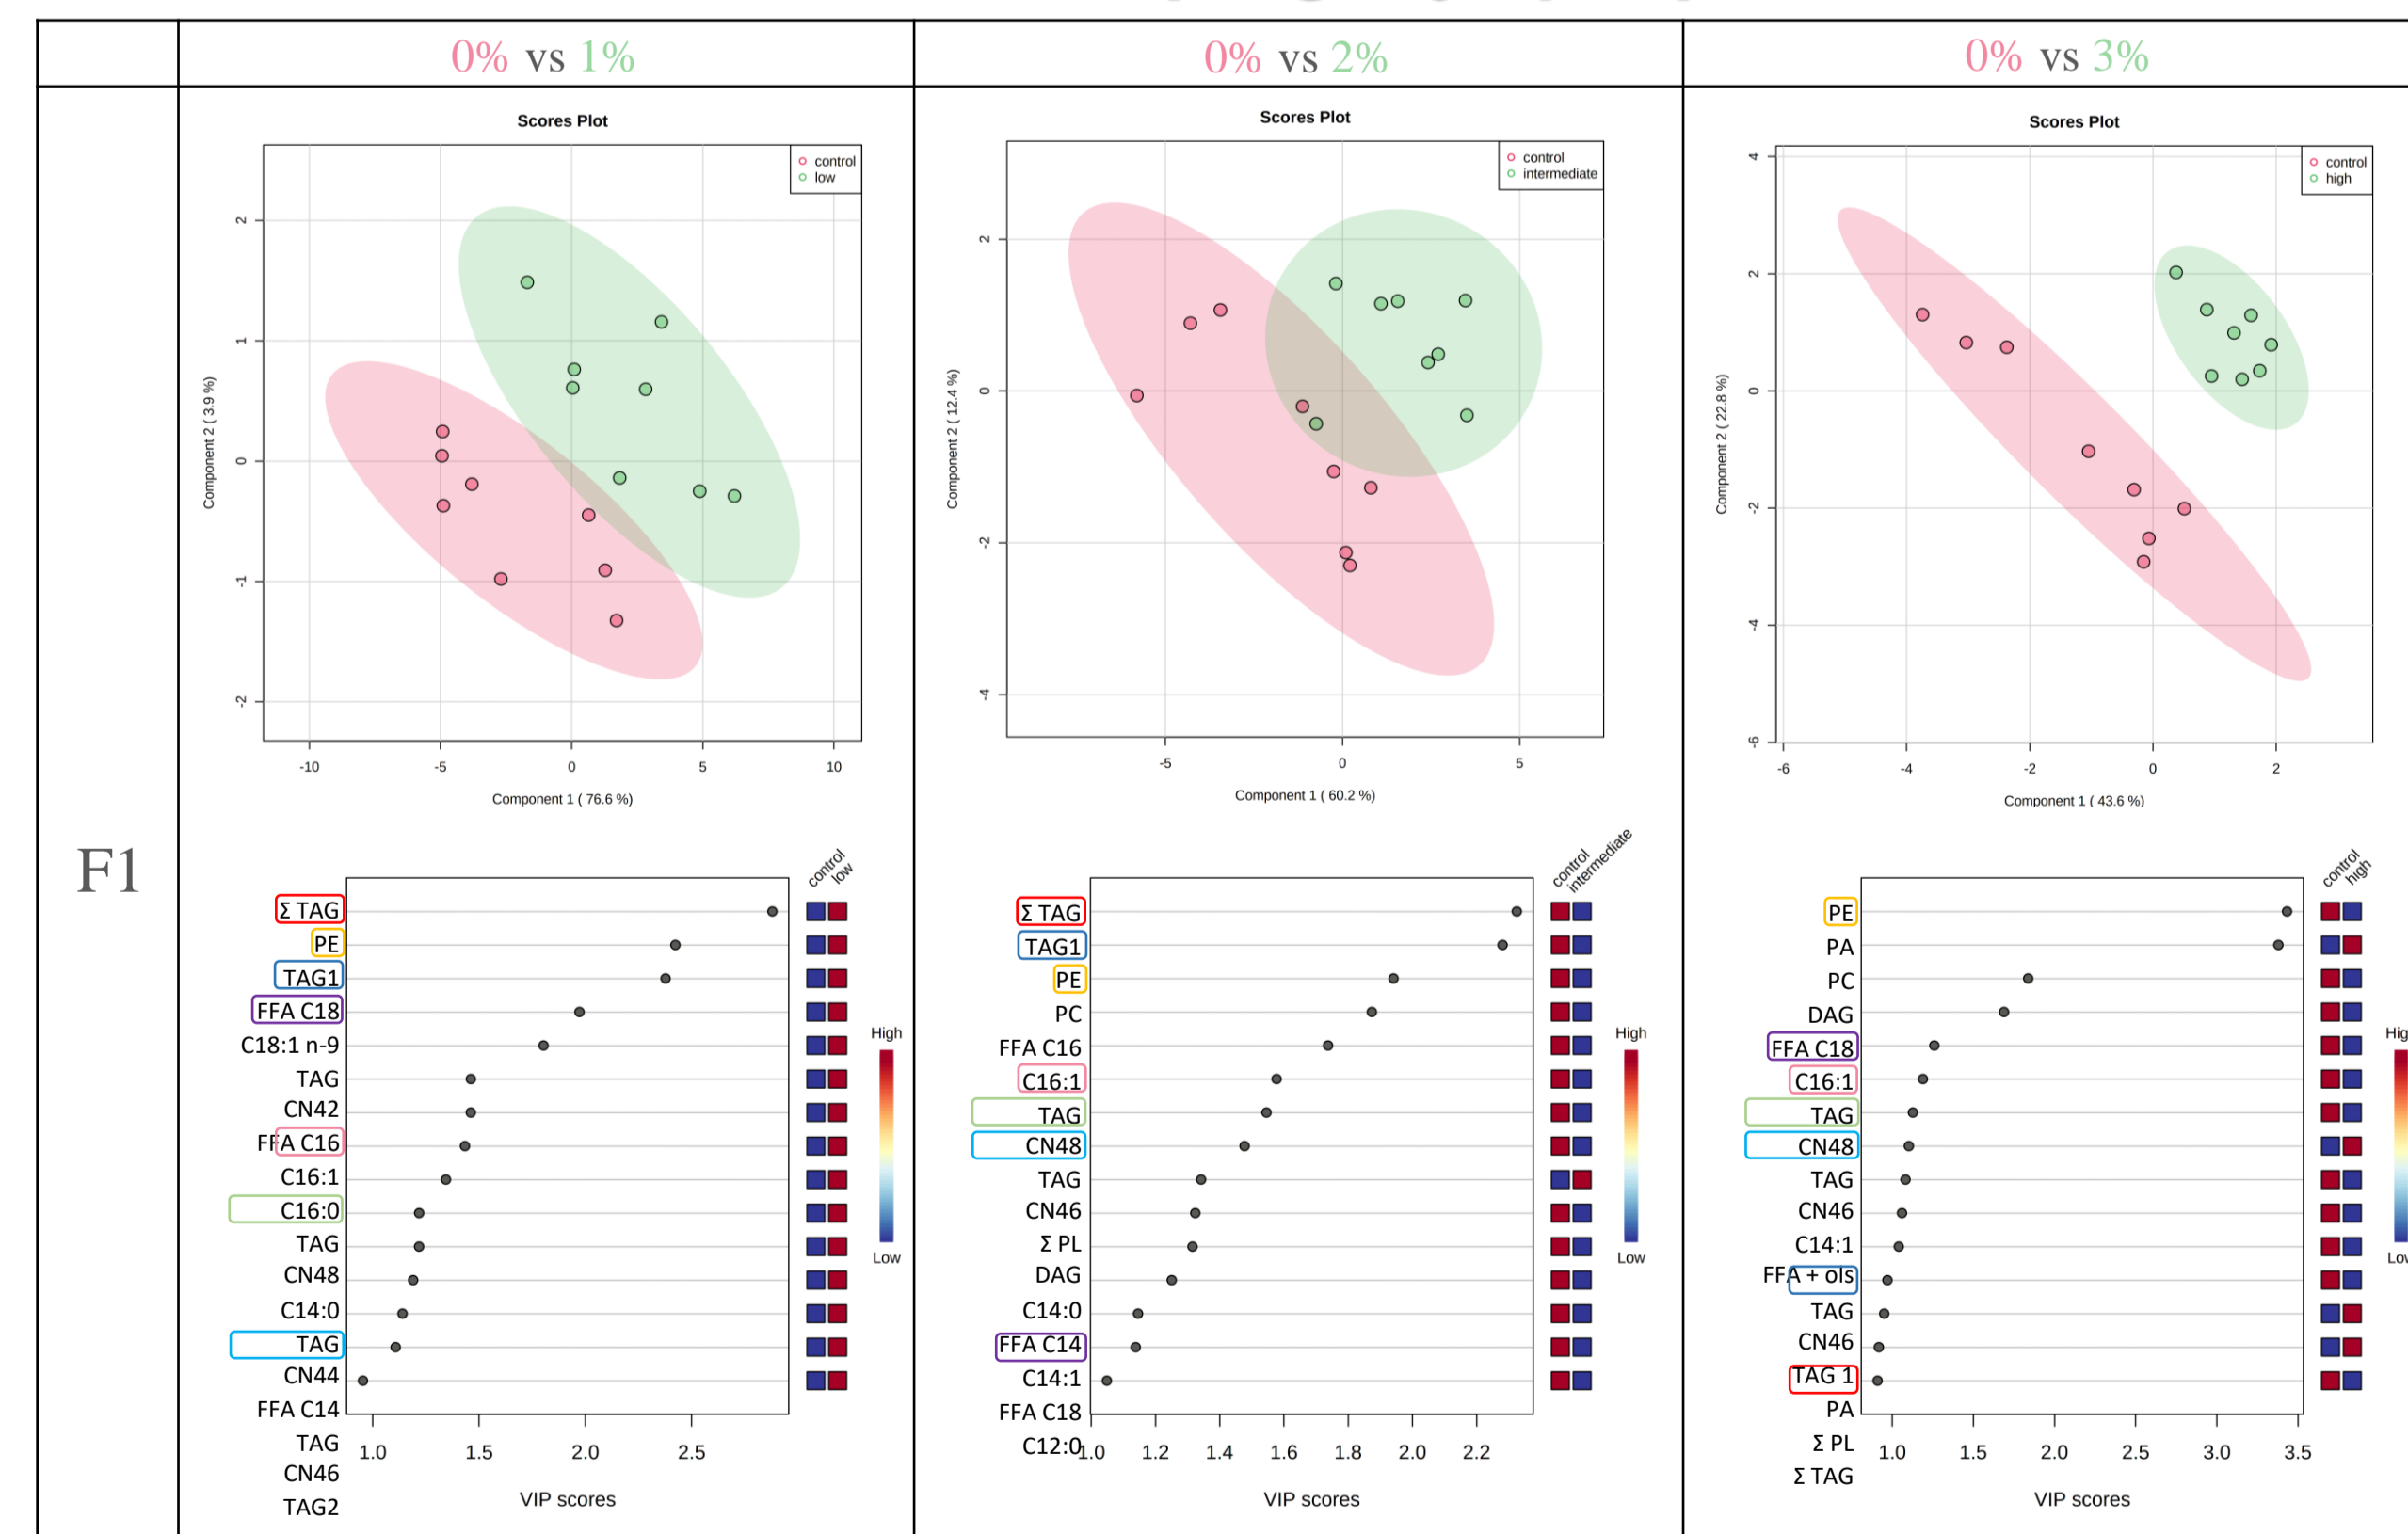 0% vs 1%
0% vs 2%
0% vs 3%
F1
Scores Plot
control
low
2
1
0
-1
-2
Component 2 ( 3.9 %)
-10
-5
0
5
10
Component 1 ( 76.6 %)
Scores Plot
control
intermediate
2
0
-2
-4
Component 2 ( 12.4 %)
-5
0
5
Component 1 ( 60.2 %)
Scores Plot
control
high
4
2
0
-2
-4
-6
Component 2 ( 22.8 %)
-6
-4
-2
0
2
Component 1 ( 43.6 %)
control
low
Σ TAG
PE
TAG1
FFA C18
C18:1 n-9
TAG
CN42
FFA C16
C16:1
C16:0
TAG
CN48
C14:0
TAG
CN44
FFA C14
TAG
CN46
TAG2
High
Low
1.0
1.5
2.0
2.5
VIP scores
control
intermediate
Σ TAG
TAG1
PE
PC
FFA C16
C16:1
TAG
CN48
TAG
CN46
Σ PL
DAG
C14:0
FFA C14
C14:1
FFA C18
C12:0
High
Low
1.0
1.2
1.4
1.6
1.8
2.0
2.2
VIP scores
control
high
PE
PA
PC
DAG
FFA C18
C16:1
TAG
CN48
TAG
CN46
C14:1
FFA + ols
TAG
CN46
TAG 1
PA
Σ PL
Σ TAG
1.0
1.5
2.0
2.5
3.0
3.5
VIP scores